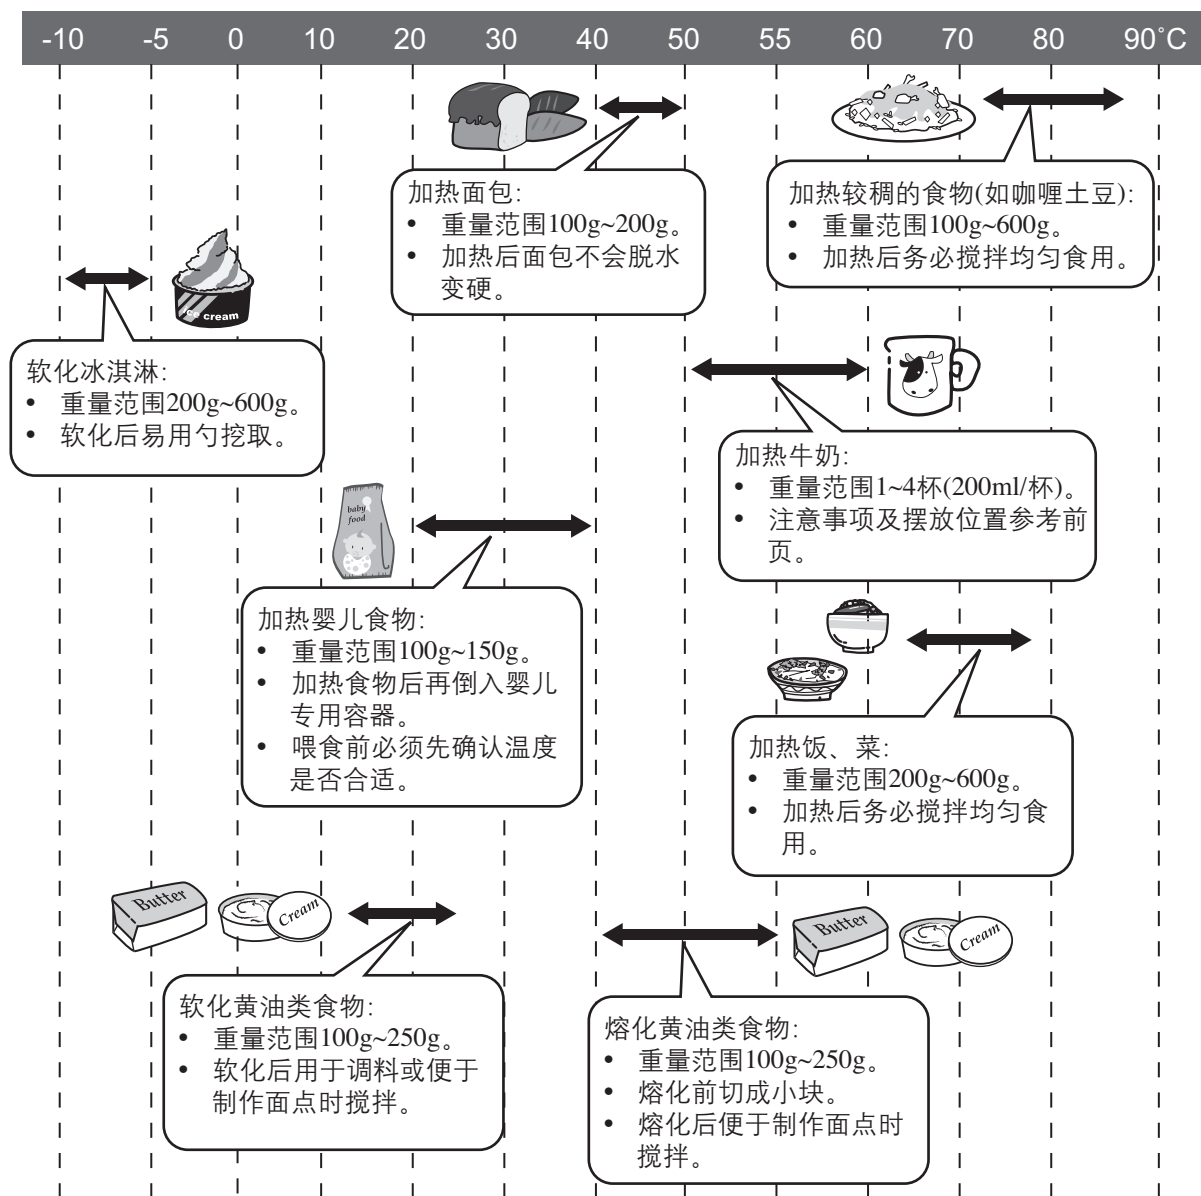 -10 -5 0 10 20 30 40 50 55 60 70 80 90˚C
加热面包:
• 重量范围100g~200g。
• 加热后面包不会脱水
变硬。
加热较稠的食物(如咖喱土豆):
• 重量范围100g~600g。
• 加热后务必搅拌均匀食用。
ice cream
软化冰淇淋:
• 重量范围200g~600g。
• 软化后易用勺挖取。
加热牛奶:
• 重量范围1~4杯(200ml/杯)。
• 注意事项及摆放位置参考前
页。
baby
food
加热婴儿食物:
• 重量范围100g~150g。
• 加热食物后再倒入婴儿
专用容器。
• 喂食前必须先确认温度
是否合适。
加热饭、菜:
• 重量范围200g~600g。
• 加热后务必搅拌均匀食
用。
Butter
Cream
软化黄油类食物:
• 重量范围100g~250g。
• 软化后用于调料或便于
制作面点时搅拌。
Butter
Cream
熔化黄油类食物:
• 重量范围100g~250g。
• 熔化前切成小块。
• 熔化后便于制作面点时
搅拌。